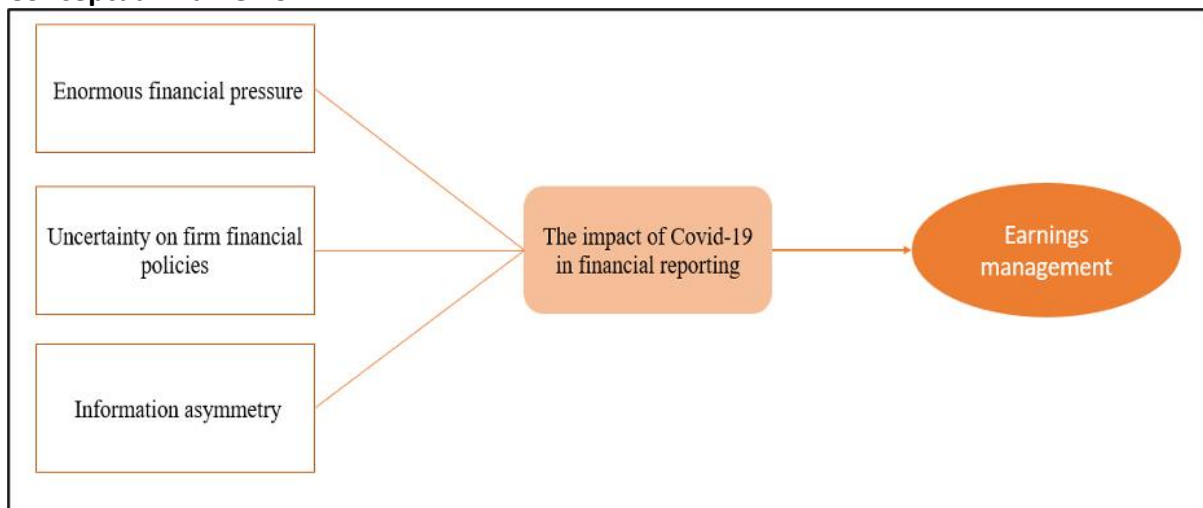 Enormous financial pressure
Uncertainty on firm financial
policies
Information asymmetry
The impact of Covid-19
in financial reporting
Earnings
management